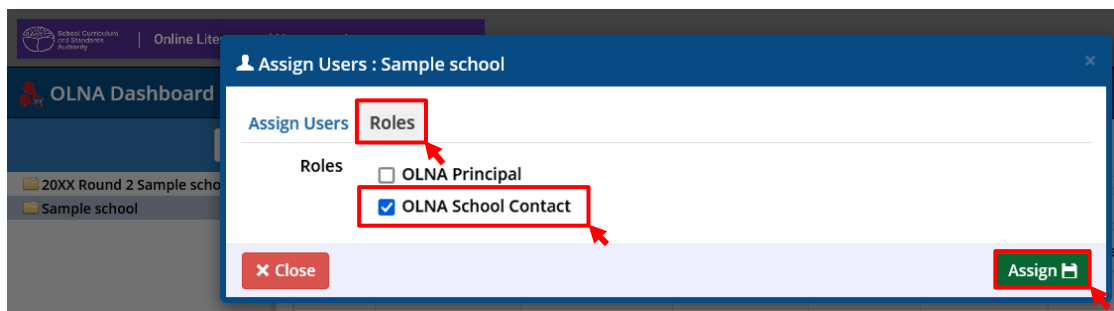 School Curriculum
and Standards
Authority
Online Lite
Assign Users : Sample school
×
OLNA Dashboard
Assign Users
Roles
Roles
OLNA Principal
OLNA School Contact
20XX Round 2 Sample scho
Sample school
Close
Assign